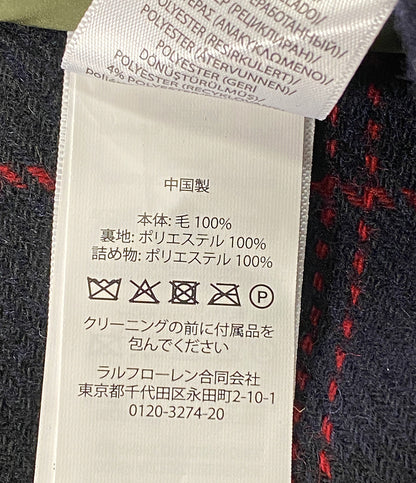 POLYESTER (RESIRKULERT)/
POLYESTER (ÅTERVUNNEN)/
POLYESTER (GERİ
DÖNÜŞTÜRÜLMÜŞ)/
中国製
本体: 毛 100%
裏地: ポリエステル 100%
詰め物: ポリエステル 100%
P
クリーニングの前に付属品を
包んでください
ラルフローレン合同会社
東京都千代田区永田町2-10-1
0120-3274-20